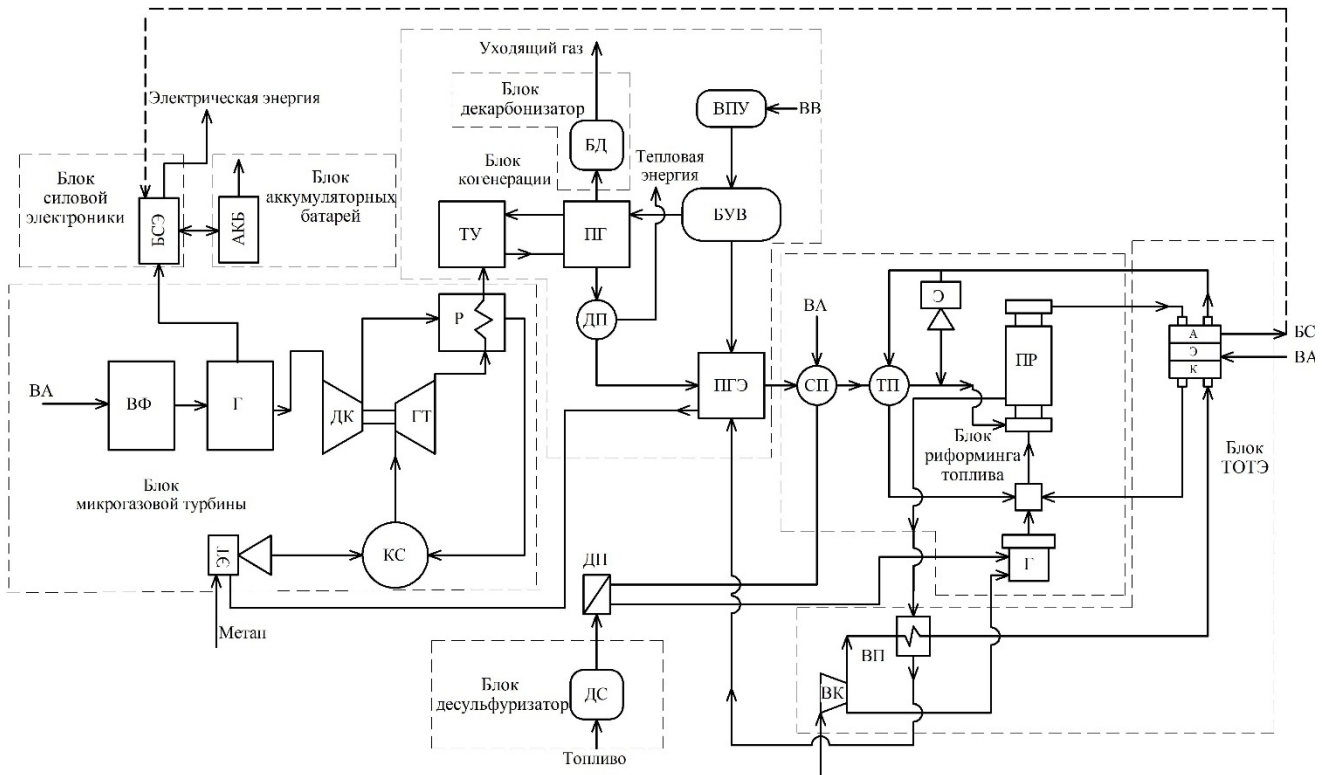 Уходящий газ
Электрическая энергия
Блок
декарбонизатор
ВПУ
ВВ
БД
Тепловая
энергия
Блок
силовой
электроники
БСЭ
АКБ
Блок
аккумуляторных
батарей
Блок
когенерации
ТУ
ПГ
БУВ
ДП
Р
ВА
ВФ
Г
ДК
ГТ
ПГЭ
ВА
СП
ТП
Э
ПР
А
Э
К
БС
ВА
Блок
риформинга
топлива
Блок
ТОТЭ
Блок
микрогазовой турбины
ЭТ
КС
Метан
ДП
Г
ВП
ВК
Блок
десульфуризатор
ДС
Топливо